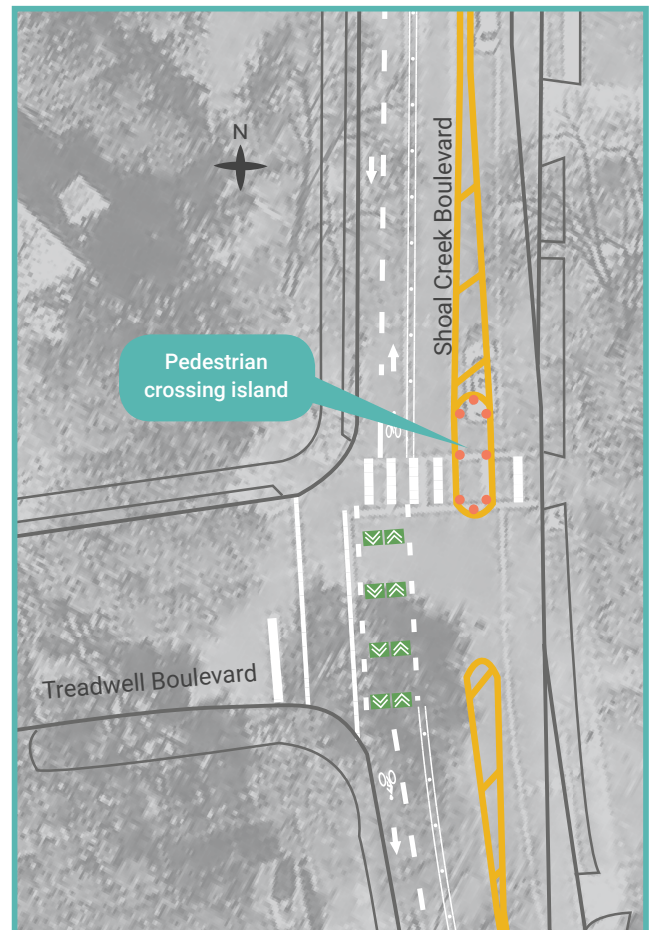 N
Shoal Creek Boulevard
Pedestrian
crossing island
Treadwell Boulevard